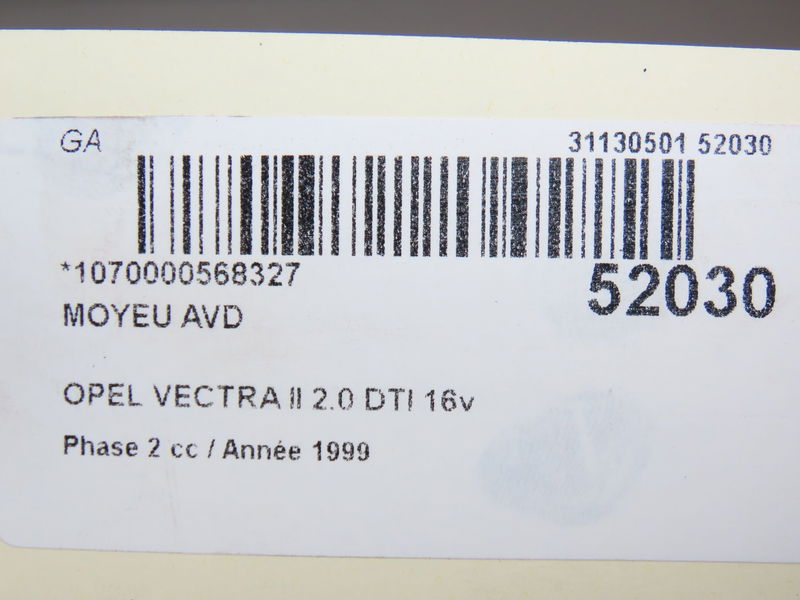 GA
31130501 52030
*1070000568327
52030
MOYEU AVD
OPEL VECTRA II 2.0 DTI 16v
Phase 2 cc / Année 1999